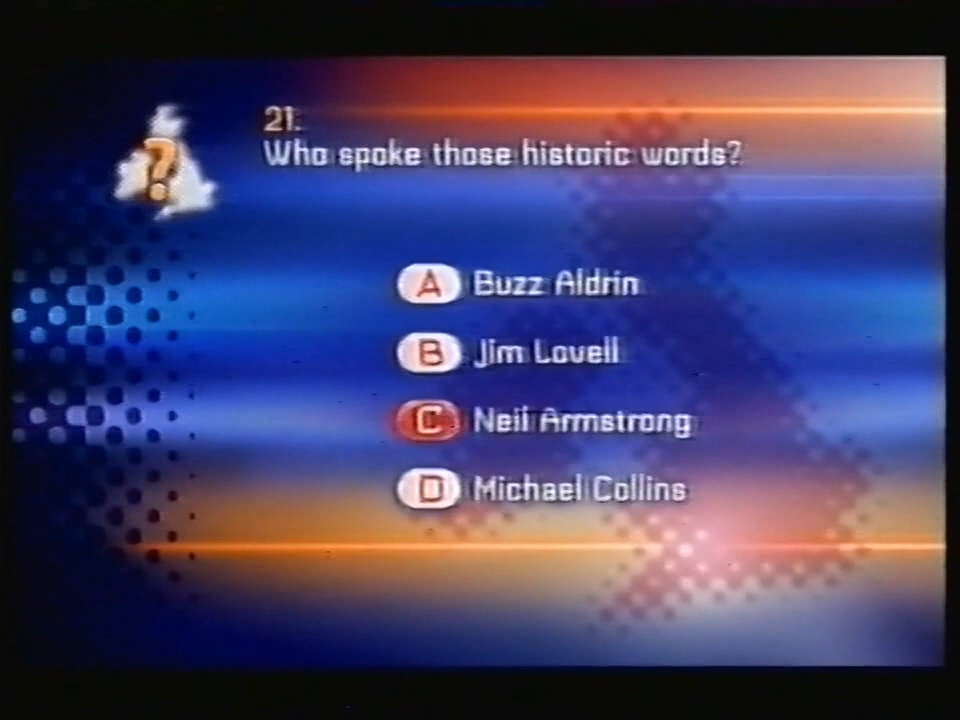 ?
21.
Who spoke those historic words?
A Buzz Aldrin
B Jim Lovell
C Neil Armstrong
D Michael Collins